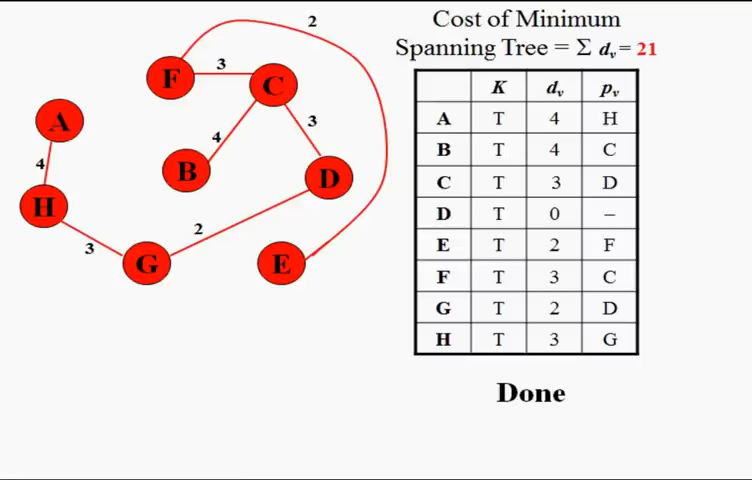 Cost of Minimum
Spanning Tree = Σ dᵥ = 21
K dᵥ pᵥ
A T 4 H
B T 4 C
C T 3 D
D T 0 –
E T 2 F
F T 3 C
G T 2 D
H T 3 G
Done
2
F 3 C
A
4 3
B D
4
H
2
3
G E